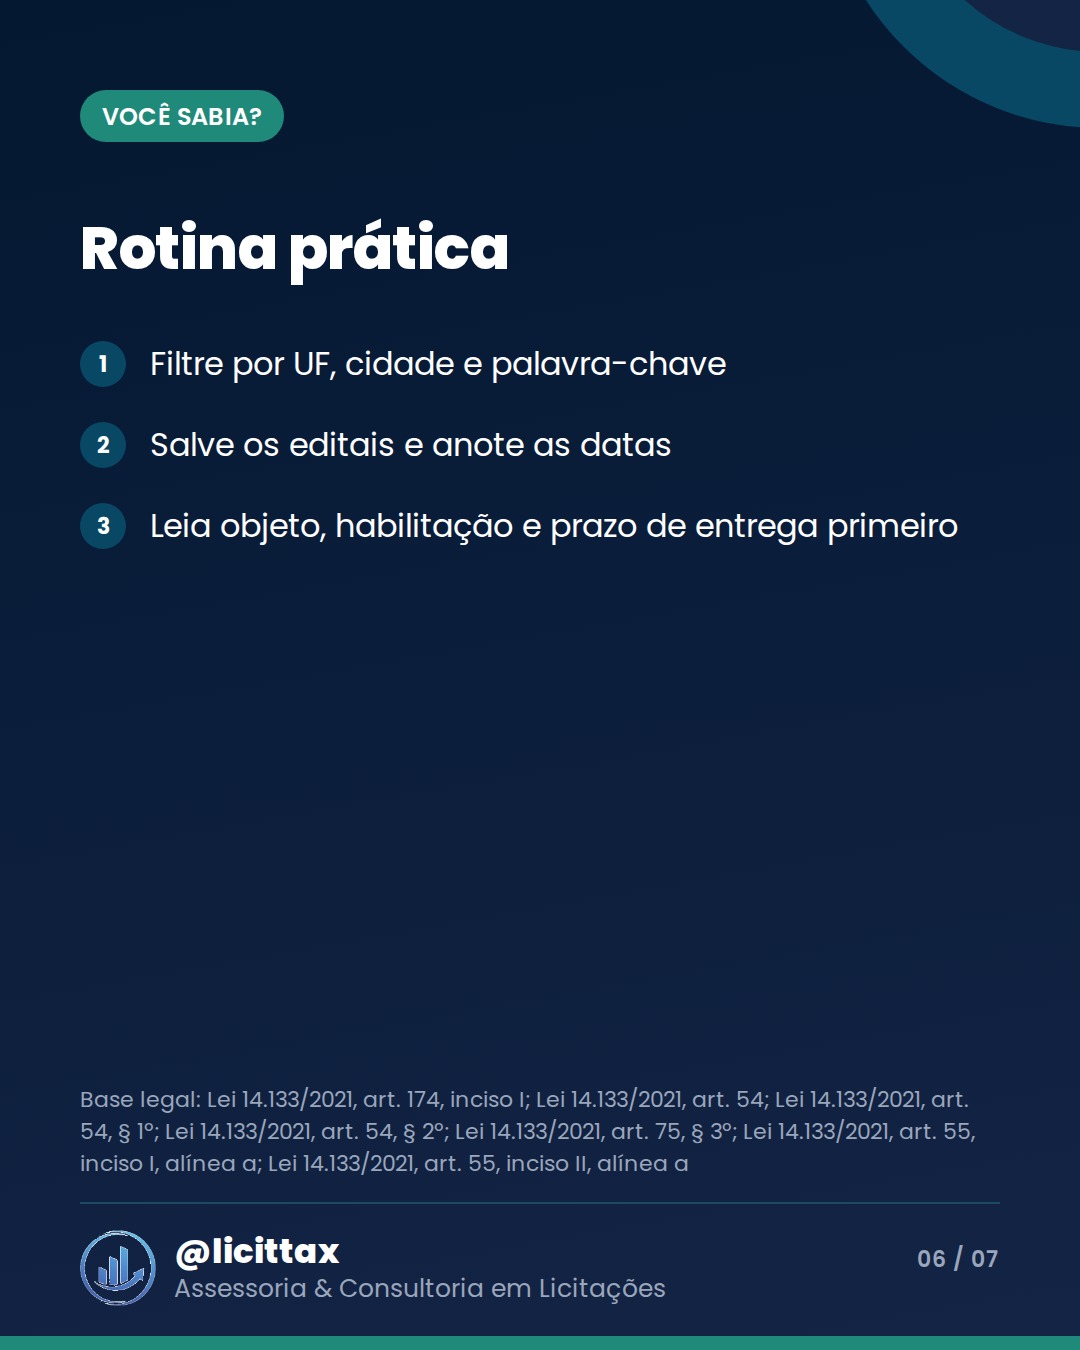 VOCÊ SABIA?
Rotina prática
1 Filtre por UF, cidade e palavra-chave
2 Salve os editais e anote as datas
3 Leia objeto, habilitação e prazo de entrega primeiro
Base legal: Lei 14.133/2021, art. 174, inciso I; Lei 14.133/2021, art. 54; Lei 14.133/2021, art.
54, § 1º; Lei 14.133/2021, art. 54, § 2º; Lei 14.133/2021, art. 75, § 3º; Lei 14.133/2021, art. 55,
inciso I, alínea a; Lei 14.133/2021, art. 55, inciso II, alínea a
@licittax
Assessoria & Consultoria em Licitações
06 / 07